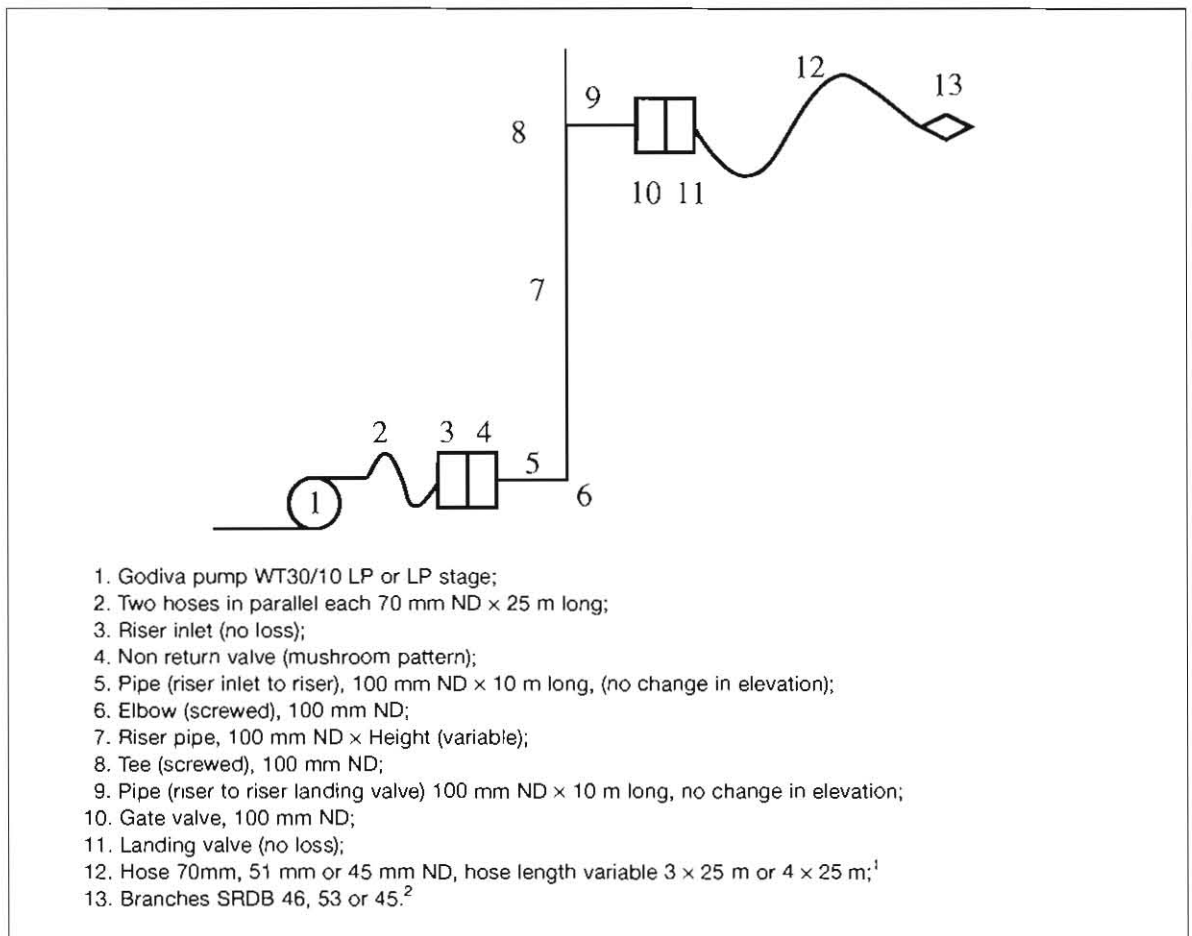 12
13
9
8
10 11
7
2 3 4
5
1
6
1. Godiva pump WT30/10 LP or LP stage;
2. Two hoses in parallel each 70 mm ND × 25 m long;
3. Riser inlet (no loss);
4. Non return valve (mushroom pattern);
5. Pipe (riser inlet to riser), 100 mm ND × 10 m long, (no change in elevation);
6. Elbow (screwed), 100 mm ND;
7. Riser pipe, 100 mm ND × Height (variable);
8. Tee (screwed), 100 mm ND;
9. Pipe (riser to riser landing valve) 100 mm ND × 10 m long, no change in elevation;
10. Gate valve, 100 mm ND;
11. Landing valve (no loss);
12. Hose 70mm, 51 mm or 45 mm ND, hose length variable 3 × 25 m or 4 × 25 m;¹
13. Branches SRDB 46, 53 or 45.²